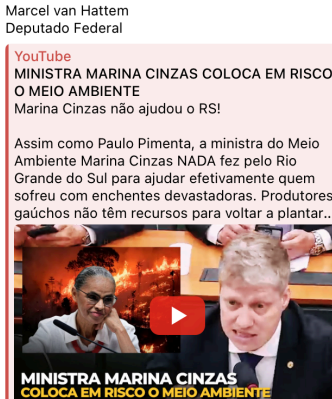 Marcel van Hattem
Deputado Federal
YouTube
MINISTRA MARINA CINZAS COLOCA EM RISCO
O MEIO AMBIENTE
Marina Cinzas não ajudou o RS!
Assim como Paulo Pimenta, a ministra do Meio
Ambiente Marina Cinzas NADA fez pelo Rio
Grande do Sul para ajudar efetivamente quem
sofreu com enchentes devastadoras. Produtores
gaúchos não têm recursos para voltar a plantar...
MINISTRA MARINA CINZAS
COLOCA EM RISCO O MEIO AMBIENTE